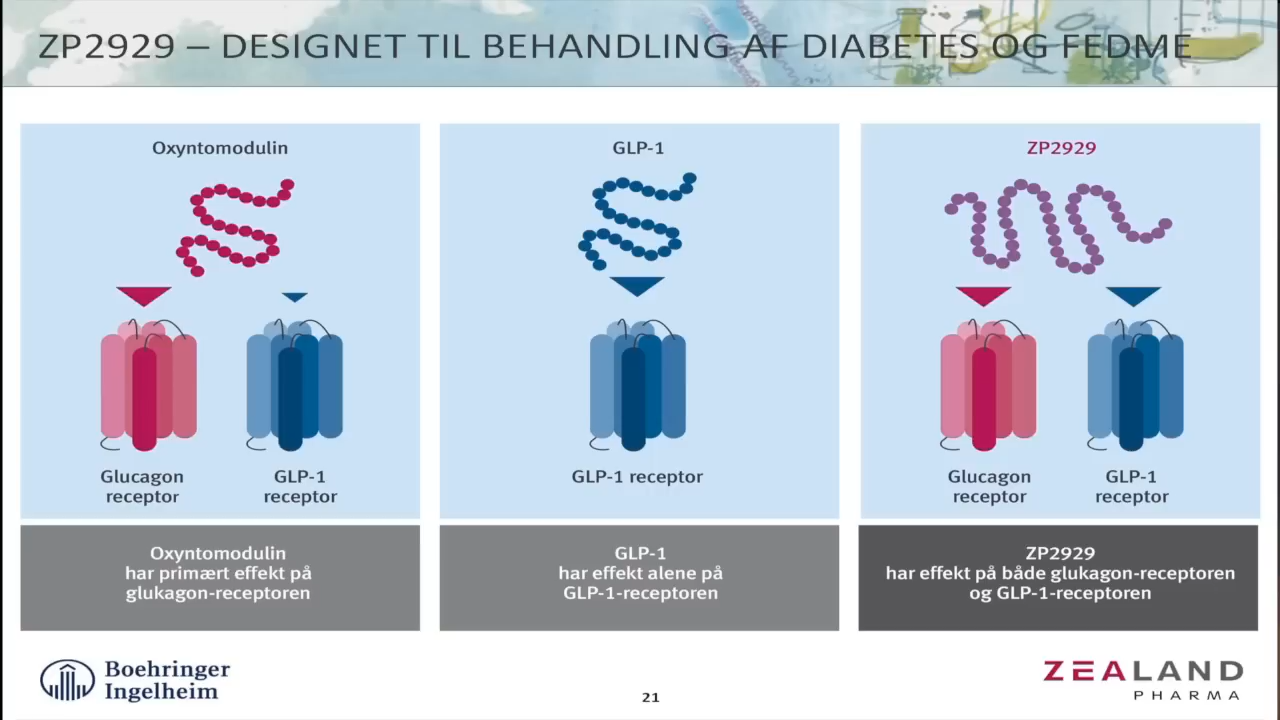 ZP2929 – DESIGNET TIL BEHANDLING AF DIABETES OG FEDME
Oxyntomodulin
Glucagon
receptor
GLP-1
receptor
Oxyntomodulin
har primært effekt på
glukagon-receptoren
GLP-1
GLP-1 receptor
GLP-1
har effekt alene på
GLP-1-receptoren
ZP2929
Glucagon
receptor
GLP-1
receptor
ZP2929
har effekt på både glukagon-receptoren
og GLP-1-receptoren
Boehringer
Ingelheim
21
ZEALAND
PHARMA